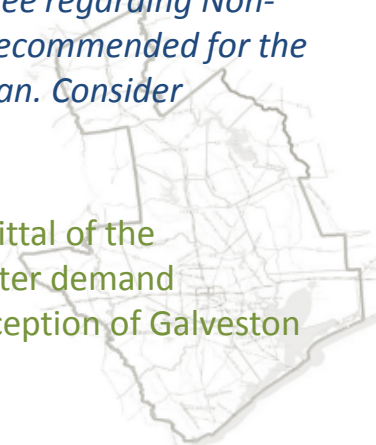 ee regarding Non-
ecommended for the
an. Consider
ittal of the
ter demand
ception of Galveston